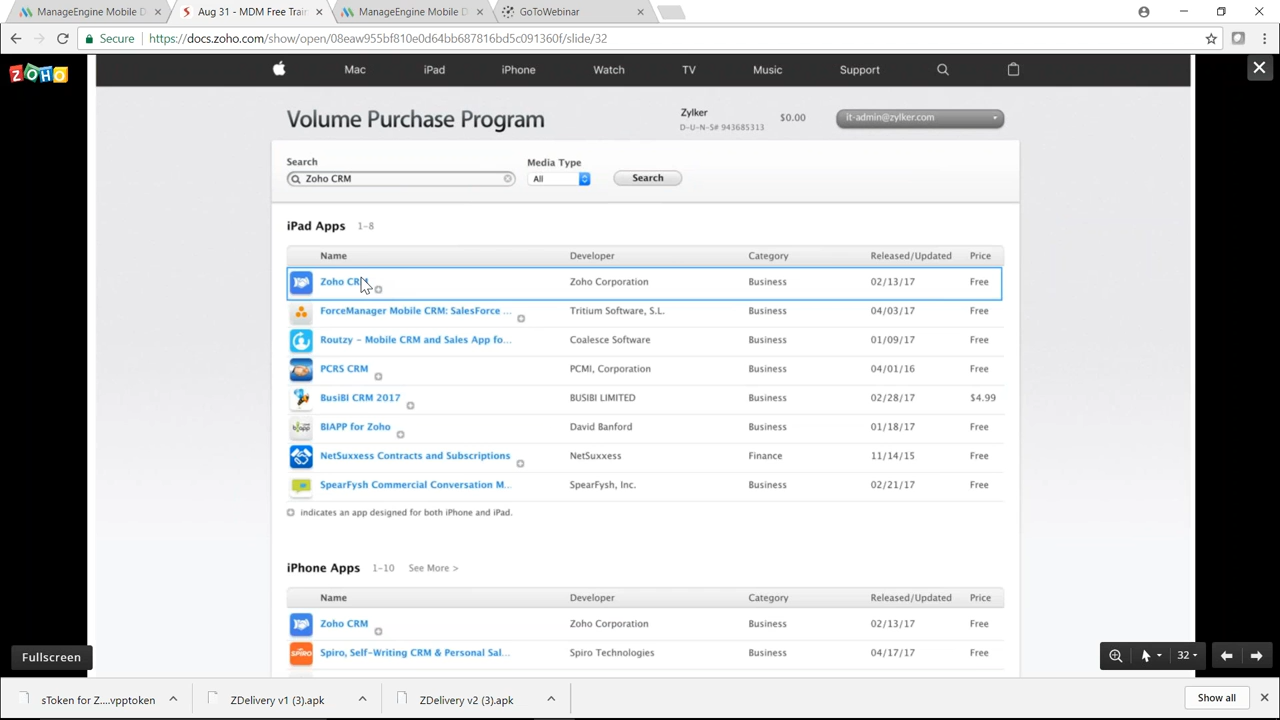 ManageEngine Mobile D
Aug 31 - MDM Free Train
ManageEngine Mobile D
GoToWebinar
Secure
https://docs.zoho.com/show/open/08eaw955bf810e0d64bb687816bd5c091360f/slide/32
ZOHO
Mac iPad iPhone Watch TV Music Support
Volume Purchase Program
Zylker
D-U-N-S# 943685313
$0.00
it-admin@zylker.com
Search
Media Type
Zoho CRM
All
Search
iPad Apps 1-8
Name Developer Category Released/Updated Price
Zoho CRM Zoho Corporation Business 02/13/17 Free
ForceManager Mobile CRM: SalesForce ... Tritium Software, S.L. Business 04/03/17 Free
Routzy - Mobile CRM and Sales App fo... Coalesce Software Business 01/09/17 Free
PCRS CRM PCMI, Corporation Business 04/01/16 Free
BusiBI CRM 2017 BUSIBI LIMITED Business 02/28/17 $4.99
BIAPP for Zoho David Banford Business 01/18/17 Free
NetSuxxess Contracts and Subscriptions NetSuxxess Finance 11/14/15 Free
SpearFysh Commercial Conversation M... SpearFysh, Inc. Business 02/21/17 Free
indicates an app designed for both iPhone and iPad.
iPhone Apps 1-10 See More >
Name Developer Category Released/Updated Price
Zoho CRM Zoho Corporation Business 02/13/17 Free
Spiro, Self-Writing CRM & Personal Sal... Spiro Technologies Business 04/17/17 Free
Fullscreen
32
sToken for Z....vpptoken
ZDelivery v1 (3).apk
ZDelivery v2 (3).apk
Show all